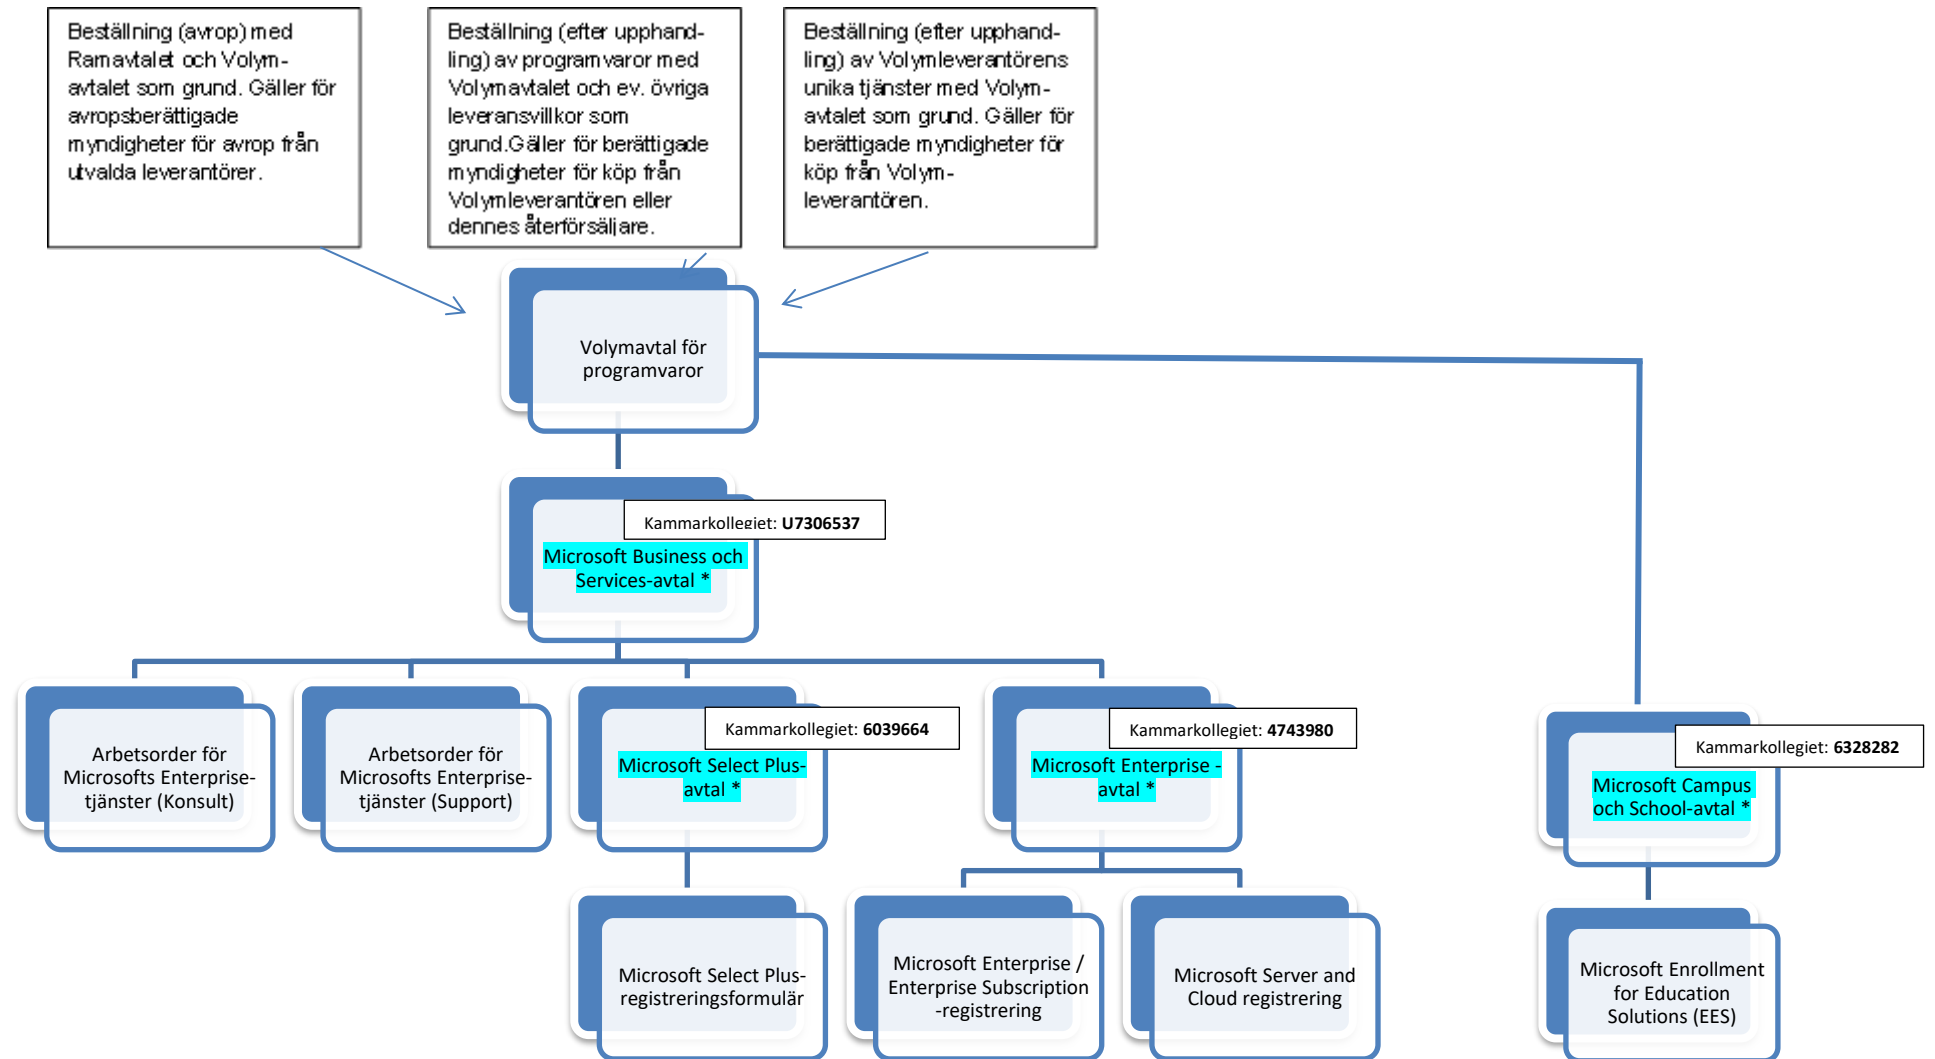 Beställning (avrop) med
Ramavtalet och Volym-
avtalet som grund. Gäller för
avropsberättigade
myndigheter för avrop från
utvalda leverantörer.
Beställning (efter upphand-
ling) av programvaror med
Volymavtalet och ev. övriga
leveransvillkor som
grund.Gäller för berättigade
myndigheter för köp från
Volymleverantören eller
dennes återförsäljare.
Beställning (efter upphand-
ling) av Volymleverantörens
unika tjänster med Volym-
avtalet som grund. Gäller för
berättigade myndigheter för
köp från Volym-
leverantören.
Volymavtal för
programvaror
Kammarkollegiet: U7306537
Microsoft Business och
Services-avtal *
Arbetsorder för
Microsofts Enterprise-
tjänster (Konsult)
Arbetsorder för
Microsofts Enterprise-
tjänster (Support)
Kammarkollegiet: 6039664
Microsoft Select Plus-
avtal *
Kammarkollegiet: 4743980
Microsoft Enterprise -
avtal *
Kammarkollegiet: 6328282
Microsoft Campus
och School-avtal *
Microsoft Select Plus-
registreringsformulär
Microsoft Enterprise /
Enterprise Subscription
-registrering
Microsoft Server and
Cloud registrering
Microsoft Enrollment
for Education
Solutions (EES)